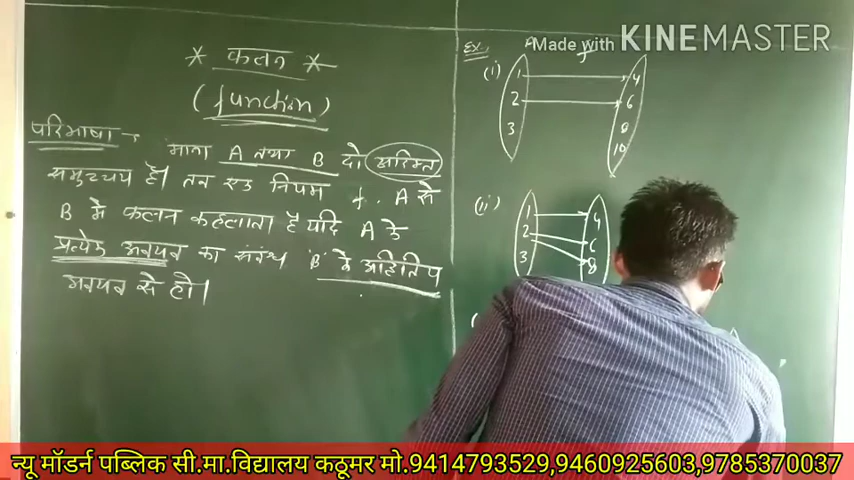 * कलन *
(function)
परिभाषा → माना A तथा B दो अरिक्त
समुच्चय है। तब एक नियम f. A से
B में कलन कहलाता है यदि A के
प्रत्येक अवयव का संबंध B के अद्वितिय
अवयव से हो।
Ex.
A
(i)
1 4
2 6
3 8
10
(ii)
1 4
2 6
3 8
A
Made with KINEMASTER
न्यू मॉडर्न पब्लिक सी.मा.विद्यालय कठूमर मो.9414793529,9460925603,9785370037